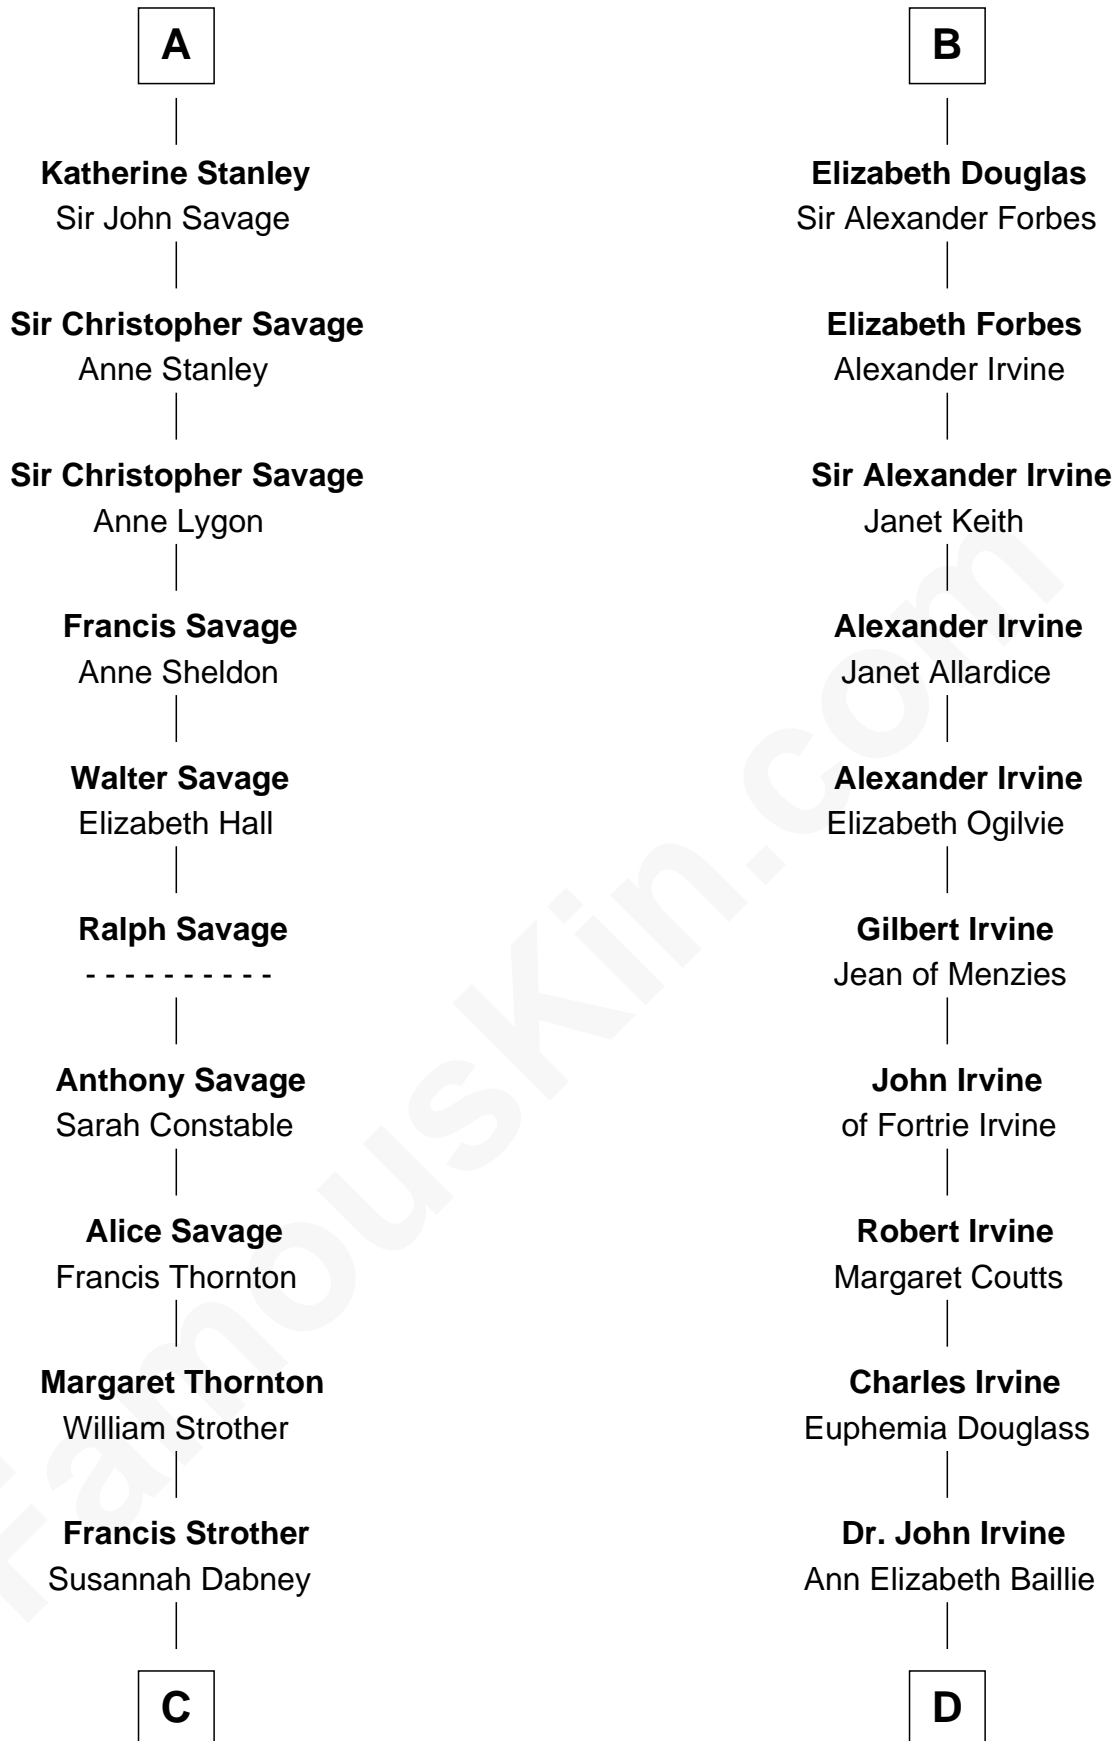 A
Katherine Stanley
Sir John Savage
Sir Christopher Savage
Anne Stanley
Sir Christopher Savage
Anne Lygon
Francis Savage
Anne Sheldon
Walter Savage
Elizabeth Hall
Ralph Savage
- - - - - - - - - -
Anthony Savage
Sarah Constable
Alice Savage
Francis Thornton
Margaret Thornton
William Strother
Francis Strother
Susannah Dabney
C
B
Elizabeth Douglas
Sir Alexander Forbes
Elizabeth Forbes
Alexander Irvine
Sir Alexander Irvine
Janet Keith
Alexander Irvine
Janet Allardice
Alexander Irvine
Elizabeth Ogilvie
Gilbert Irvine
Jean of Menzies
John Irvine
of Fortrie Irvine
Robert Irvine
Margaret Coutts
Charles Irvine
Euphemia Douglass
Dr. John Irvine
Ann Elizabeth Baillie
D
FamousKin.com